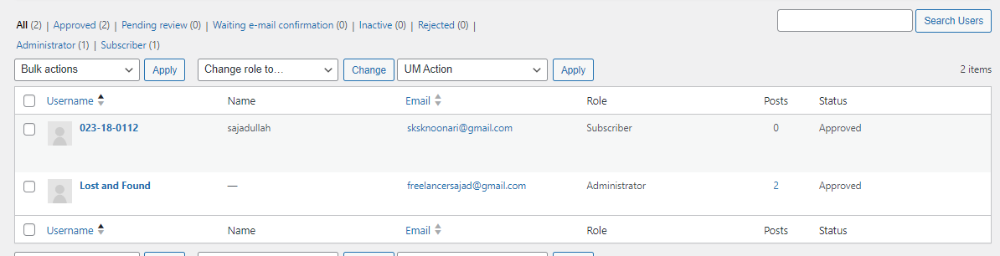 All (2) | Approved (2) | Pending review (0) | Waiting e-mail confirmation (0) | Inactive (0) | Rejected (0) |
Search Users
Administrator (1) | Subscriber (1)
Bulk actions Apply Change role to… Change UM Action Apply 2 items
Username Name Email Role Posts Status
023-18-0112 sajadullah sksknoonari@gmail.com Subscriber 0 Approved
Lost and Found — freelancersajad@gmail.com Administrator 2 Approved
Username Name Email Role Posts Status